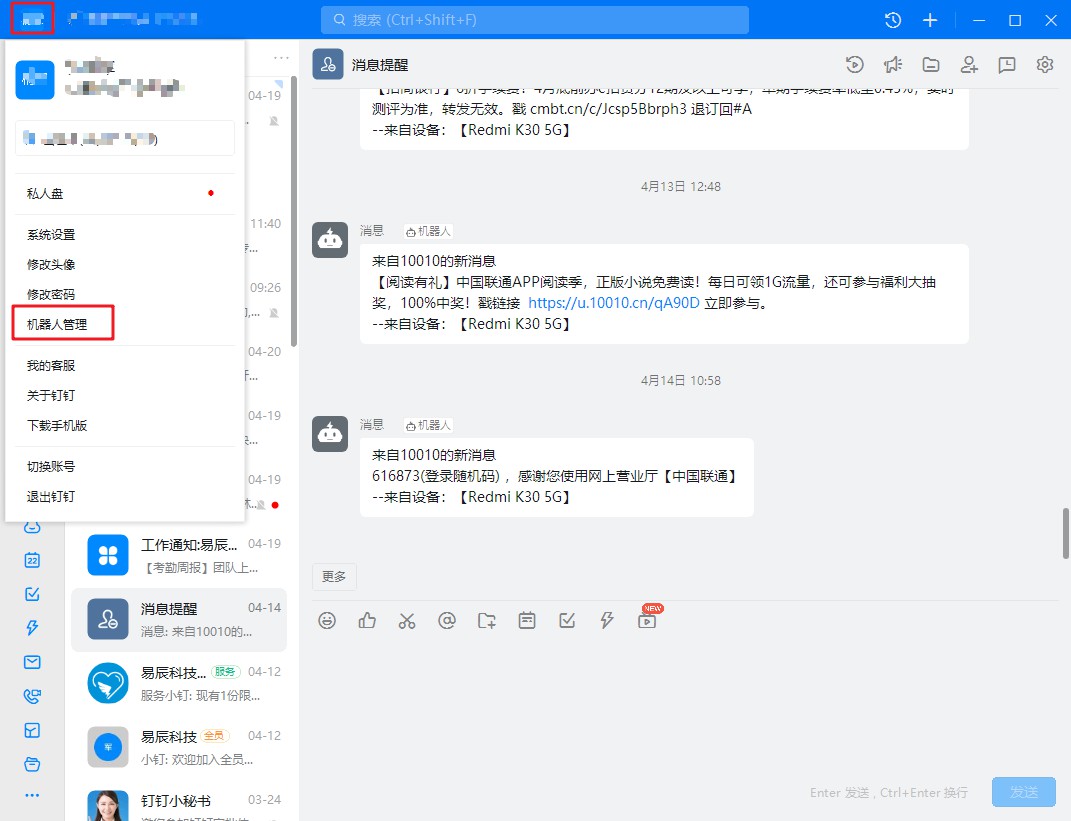 搜索 (Ctrl+Shift+F)
私人盘
系统设置
修改头像
修改密码
机器人管理
我的客服
关于钉钉
下载手机版
切换账号
退出钉钉
04-19
11:40
09:26
04-20
04-19
04-19
22
工作通知:易辰... 04-19
【考勤周报】团队上...
消息提醒 04-14
消息: 来自10010的...
易辰科技... 服务 04-12
服务小钉: 现有1份限...
易辰科技 全员 04-12
军
小钉: 欢迎加入全员...
钉钉小秘书 03-24
消息提醒
测评为准，转发无效。戳 cmbt.cn/c/Jcsp5Bbrph3 退订回#A
--来自设备：【Redmi K30 5G】
4月13日 12:48
消息 机器人
来自10010的新消息
【阅读有礼】中国联通APP阅读季，正版小说免费读！每日可领1G流量，还可参与福利大抽
奖，100%中奖！戳链接 https://u.10010.cn/qA90D 立即参与。
--来自设备：【Redmi K30 5G】
4月14日 10:58
消息 机器人
来自10010的新消息
616873(登录随机码) ，感谢您使用网上营业厅【中国联通】
--来自设备：【Redmi K30 5G】
更多
NEW
Enter 发送 , Ctrl+Enter 换行
发送